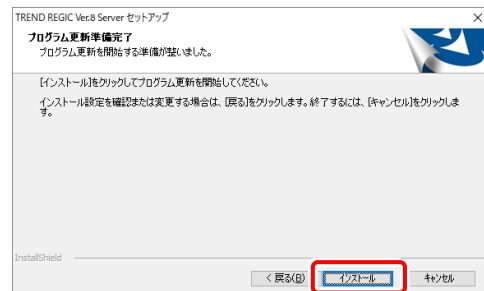 TREND REGIC Ver.8 Server セットアップ
プログラム更新準備完了
プログラム更新を開始する準備が整いました。
[インストール]をクリックしてプログラム更新を開始してください。
インストール設定を確認または変更する場合は、[戻る]をクリックします。終了するには、[キャンセル]をクリックしま
す。
InstallShield
< 戻る(B)
インストール
キャンセル